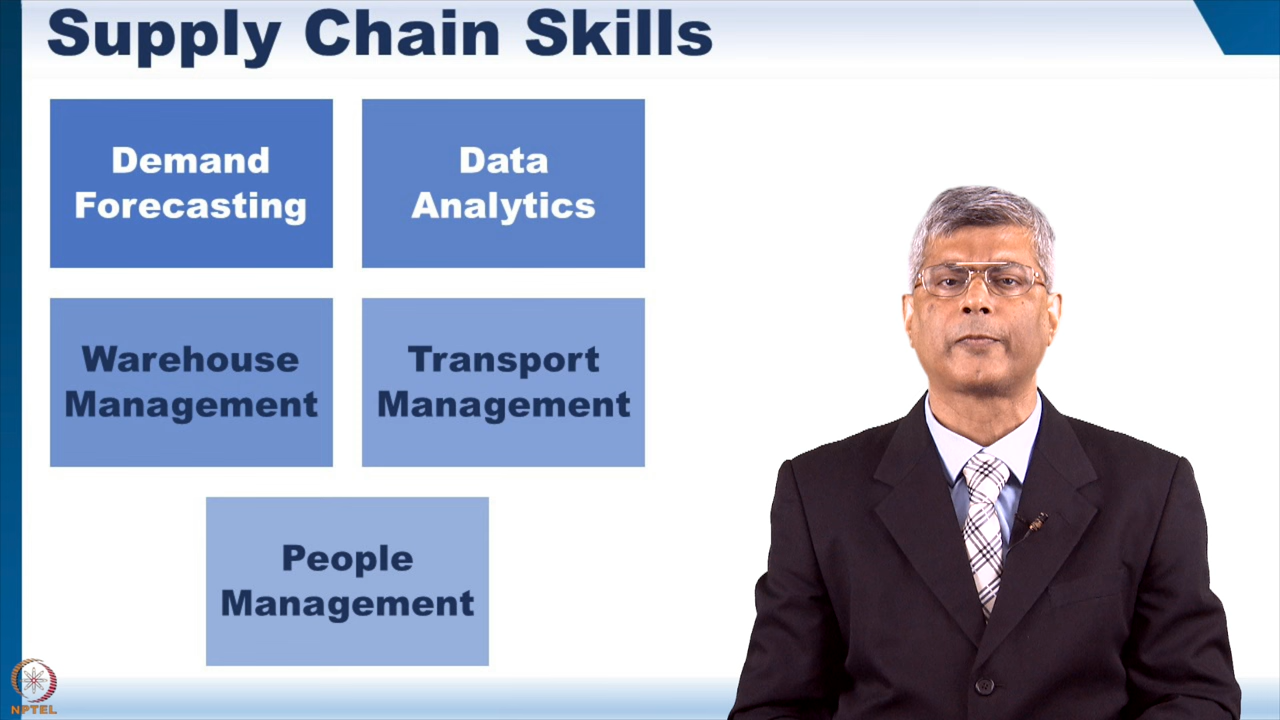 Supply Chain Skills
Demand
Forecasting
Data
Analytics
Warehouse
Management
Transport
Management
People
Management
NPTEL